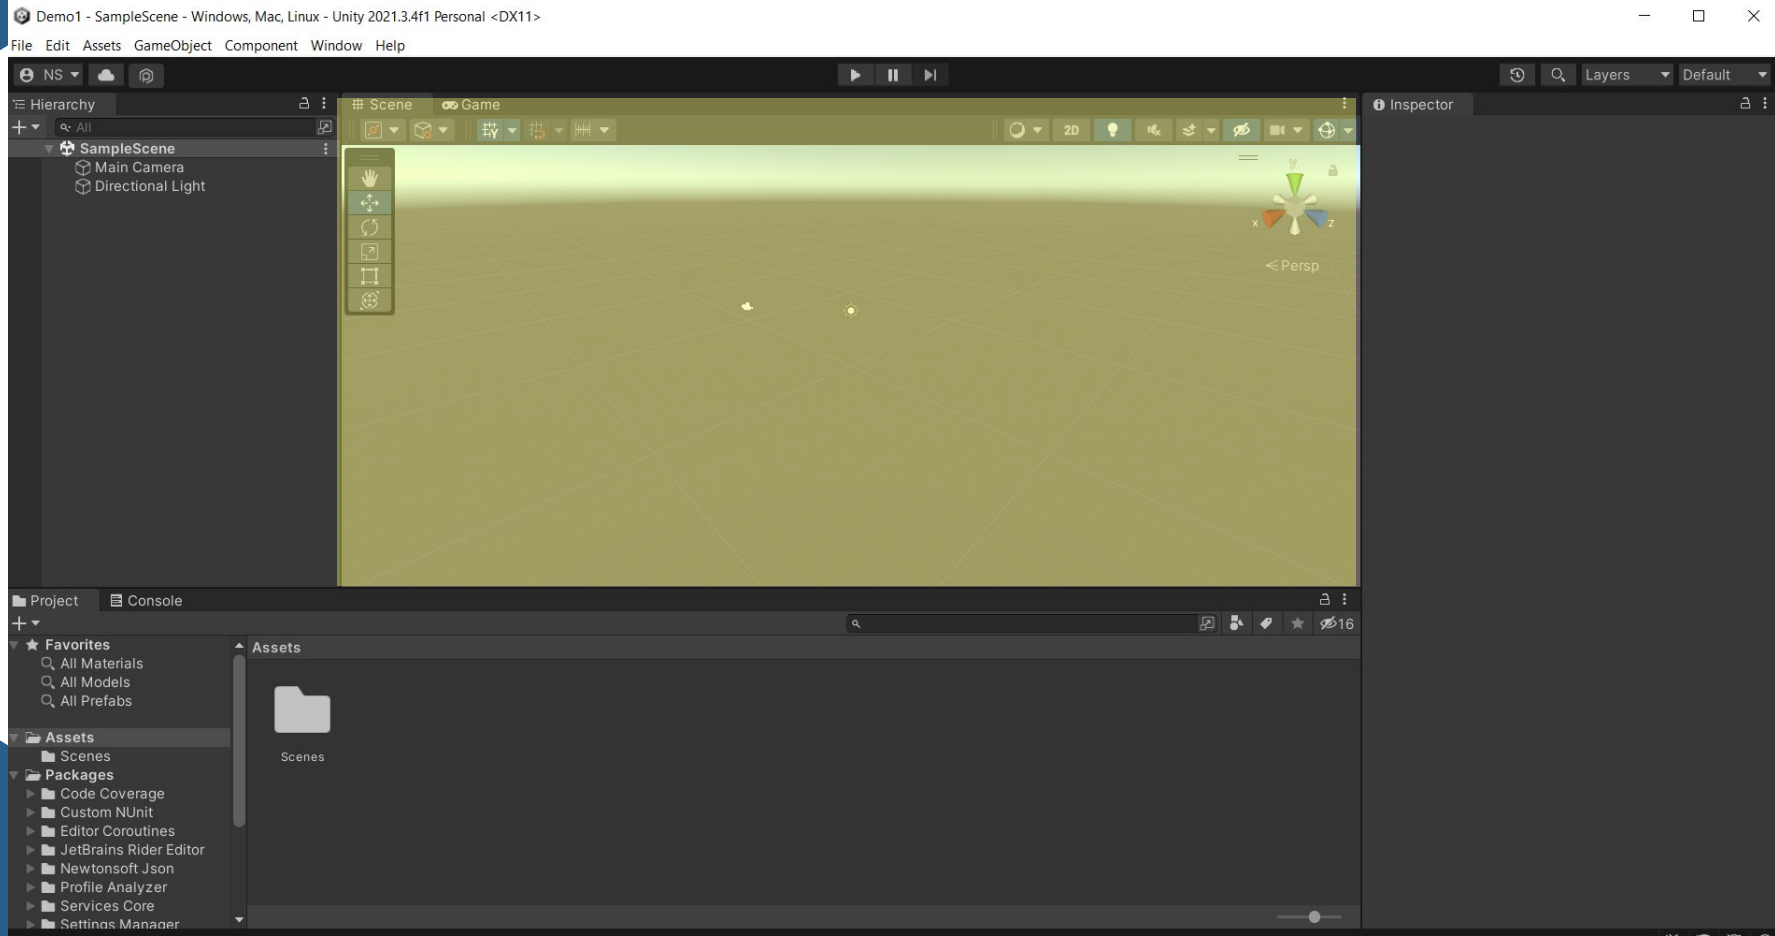 Demo1 - SampleScene - Windows, Mac, Linux - Unity 2021.3.4f1 Personal <DX11>
File Edit Assets GameObject Component Window Help
NS Layers Default
Hierarchy
All
SampleScene
Main Camera
Directional Light
Scene Game
2D
y
x z
Persp
Inspector
Project Console
16
Favorites
All Materials
All Models
All Prefabs
Assets
Scenes
Packages
Code Coverage
Custom NUnit
Editor Coroutines
JetBrains Rider Editor
Newtonsoft Json
Profile Analyzer
Services Core
Settings Manager
Assets
Scenes